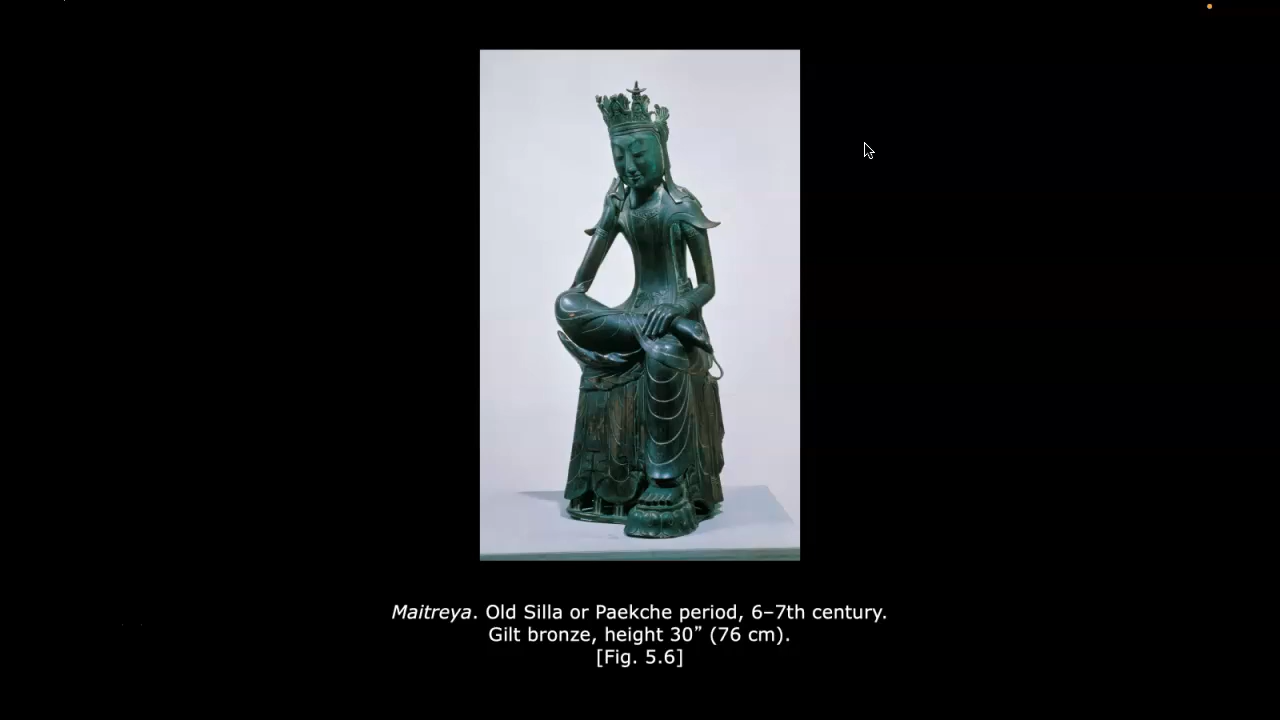 Maitreya. Old Silla or Paekche period, 6–7th century.
Gilt bronze, height 30” (76 cm).
[Fig. 5.6]